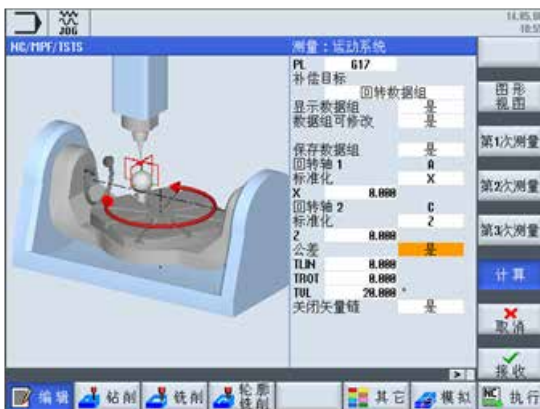 JOG
14.05.0
10:5
NC/MPF/TSTS
测量：运动系统
PL G17
补偿目标
回转数据组
显示数据组 是
数据组可修改 是
保存数据组 是
回转轴 1 A
标准化 X
X 0.000
回转轴 2 C
标准化 Z
Z 0.000
公差 是
TLIN 0.000
TROT 0.000
TVL 20.000 °
关闭矢量链 是
图形
视图
第1次测量
第2次测量
第3次测量
计算
取消
接收
编辑
钻削
铣削
轮廓
铣削
其它
模拟
NC
执行